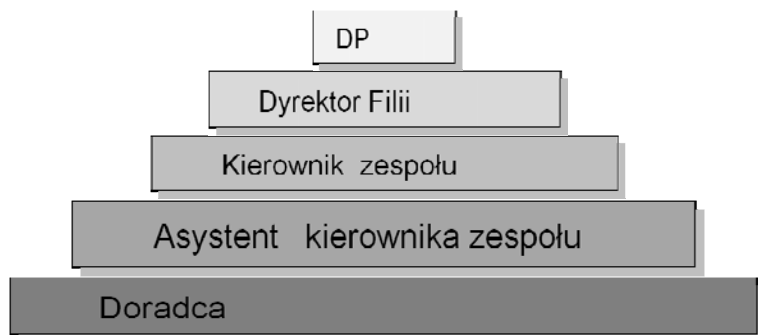 DP
Dyrektor Filii
Kierownik zespołu
Asystent kierownika zespołu
Doradca